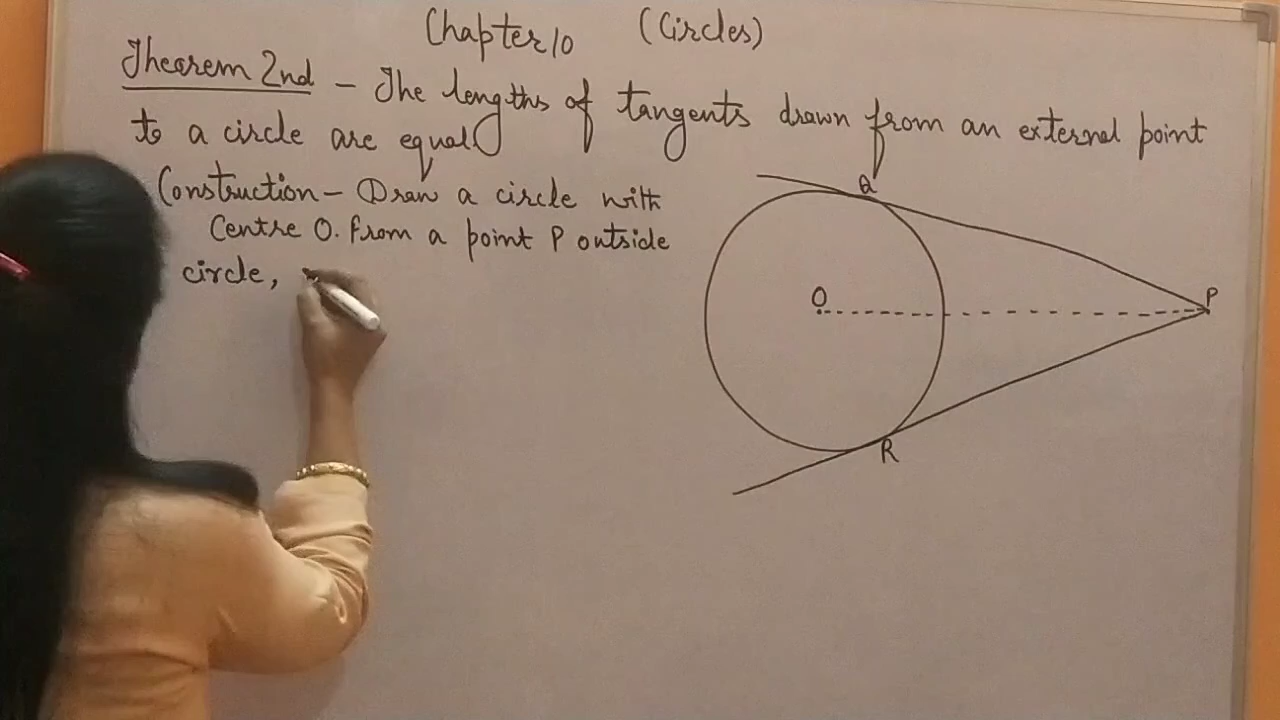 Chapter 10 (Circles)
Theorem 2nd - The lengths of tangents drawn from an external point
to a circle are equal
Construction - Draw a circle with
Centre O. From a point P outside
circle,
Q
O
P
R